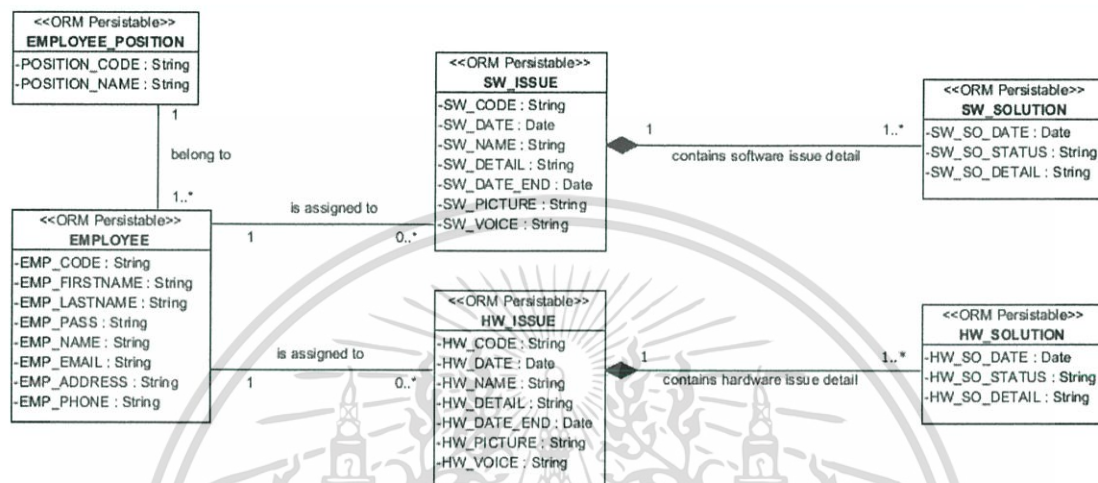 <<ORM Persistable>>
EMPLOYEE_POSITION
-POSITION_CODE : String
-POSITION_NAME : String
1
belong to
1..*
<<ORM Persistable>>
EMPLOYEE
-EMP_CODE : String
-EMP_FIRSTNAME : String
-EMP_LASTNAME : String
-EMP_PASS : String
-EMP_NAME : String
-EMP_EMAIL : String
-EMP_ADDRESS : String
-EMP_PHONE : String
is assigned to
1
0..*
is assigned to
1
0..*
<<ORM Persistable>>
SW_ISSUE
-SW_CODE : String
-SW_DATE : Date
-SW_NAME : String
-SW_DETAIL : String
-SW_DATE_END : Date
-SW_PICTURE : String
-SW_VOICE : String
1
1..*
contains software issue detail
<<ORM Persistable>>
SW_SOLUTION
-SW_SO_DATE : Date
-SW_SO_STATUS : String
-SW_SO_DETAIL : String
<<ORM Persistable>>
HW_ISSUE
-HW_CODE : String
-HW_DATE : Date
-HW_NAME : String
-HW_DETAIL : String
-HW_DATE_END : Date
-HW_PICTURE : String
-HW_VOICE : String
1
1..*
contains hardware issue detail
<<ORM Persistable>>
HW_SOLUTION
-HW_SO_DATE : Date
-HW_SO_STATUS : String
-HW_SO_DETAIL : String